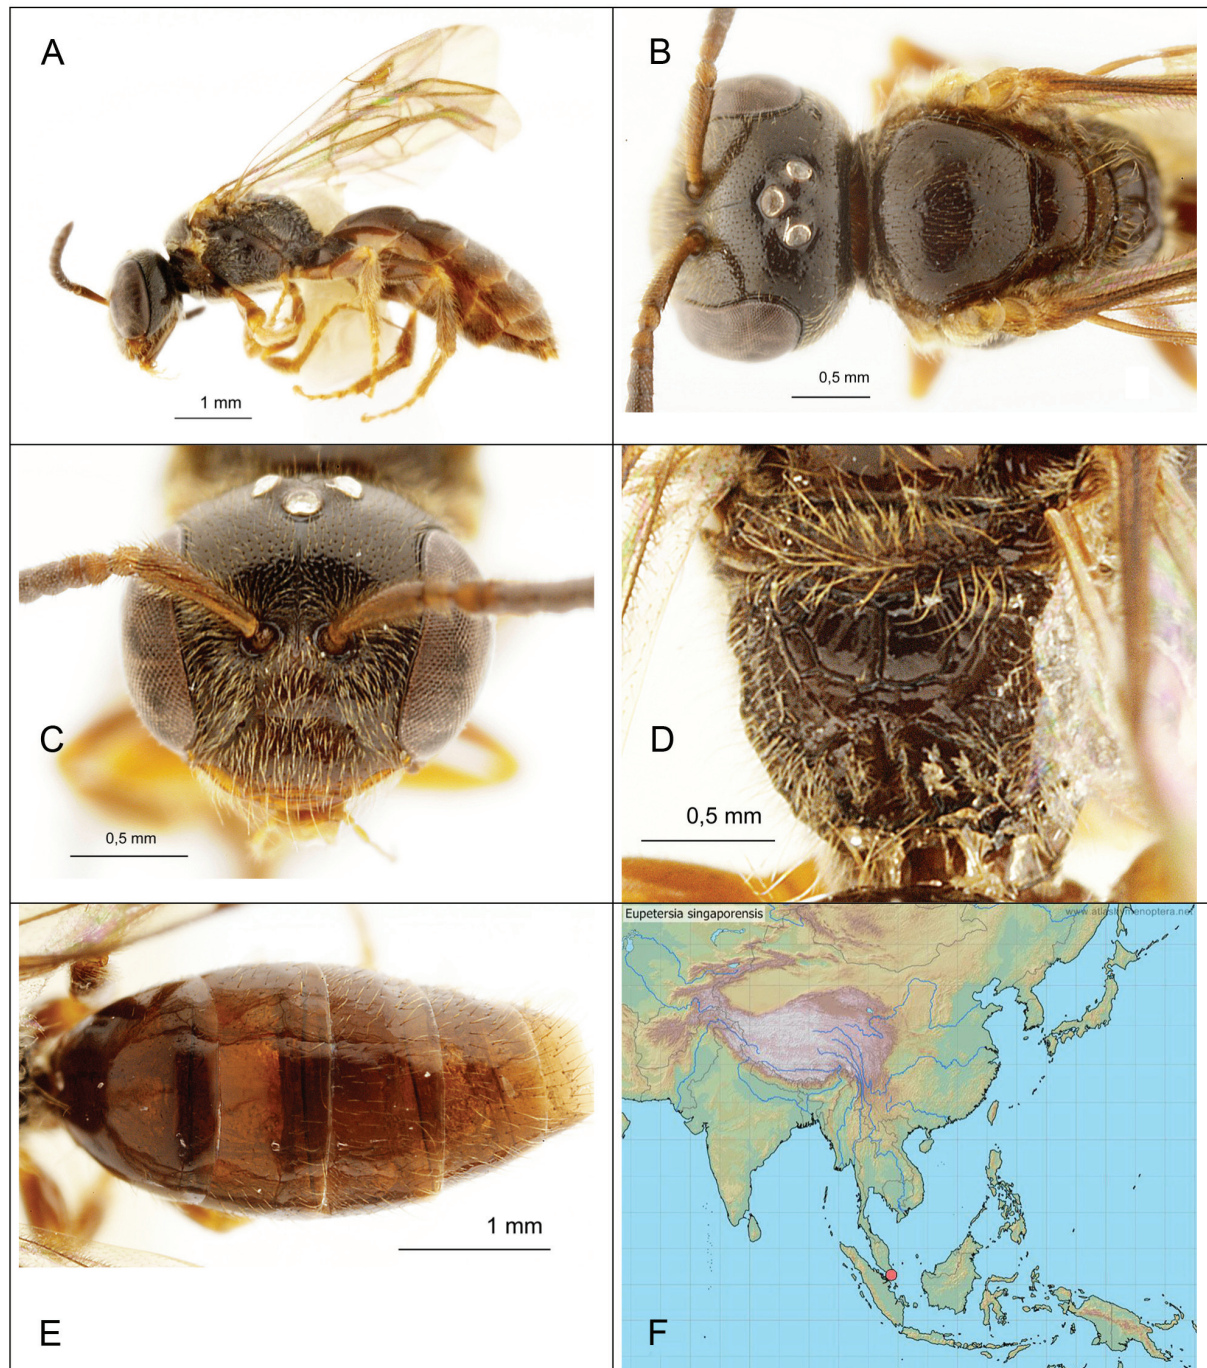 A
1 mm
B
0,5 mm
C
0,5 mm
D
0,5 mm
E
1 mm
Eupetersia singaporensis
www.atlashymenoptera.net
F